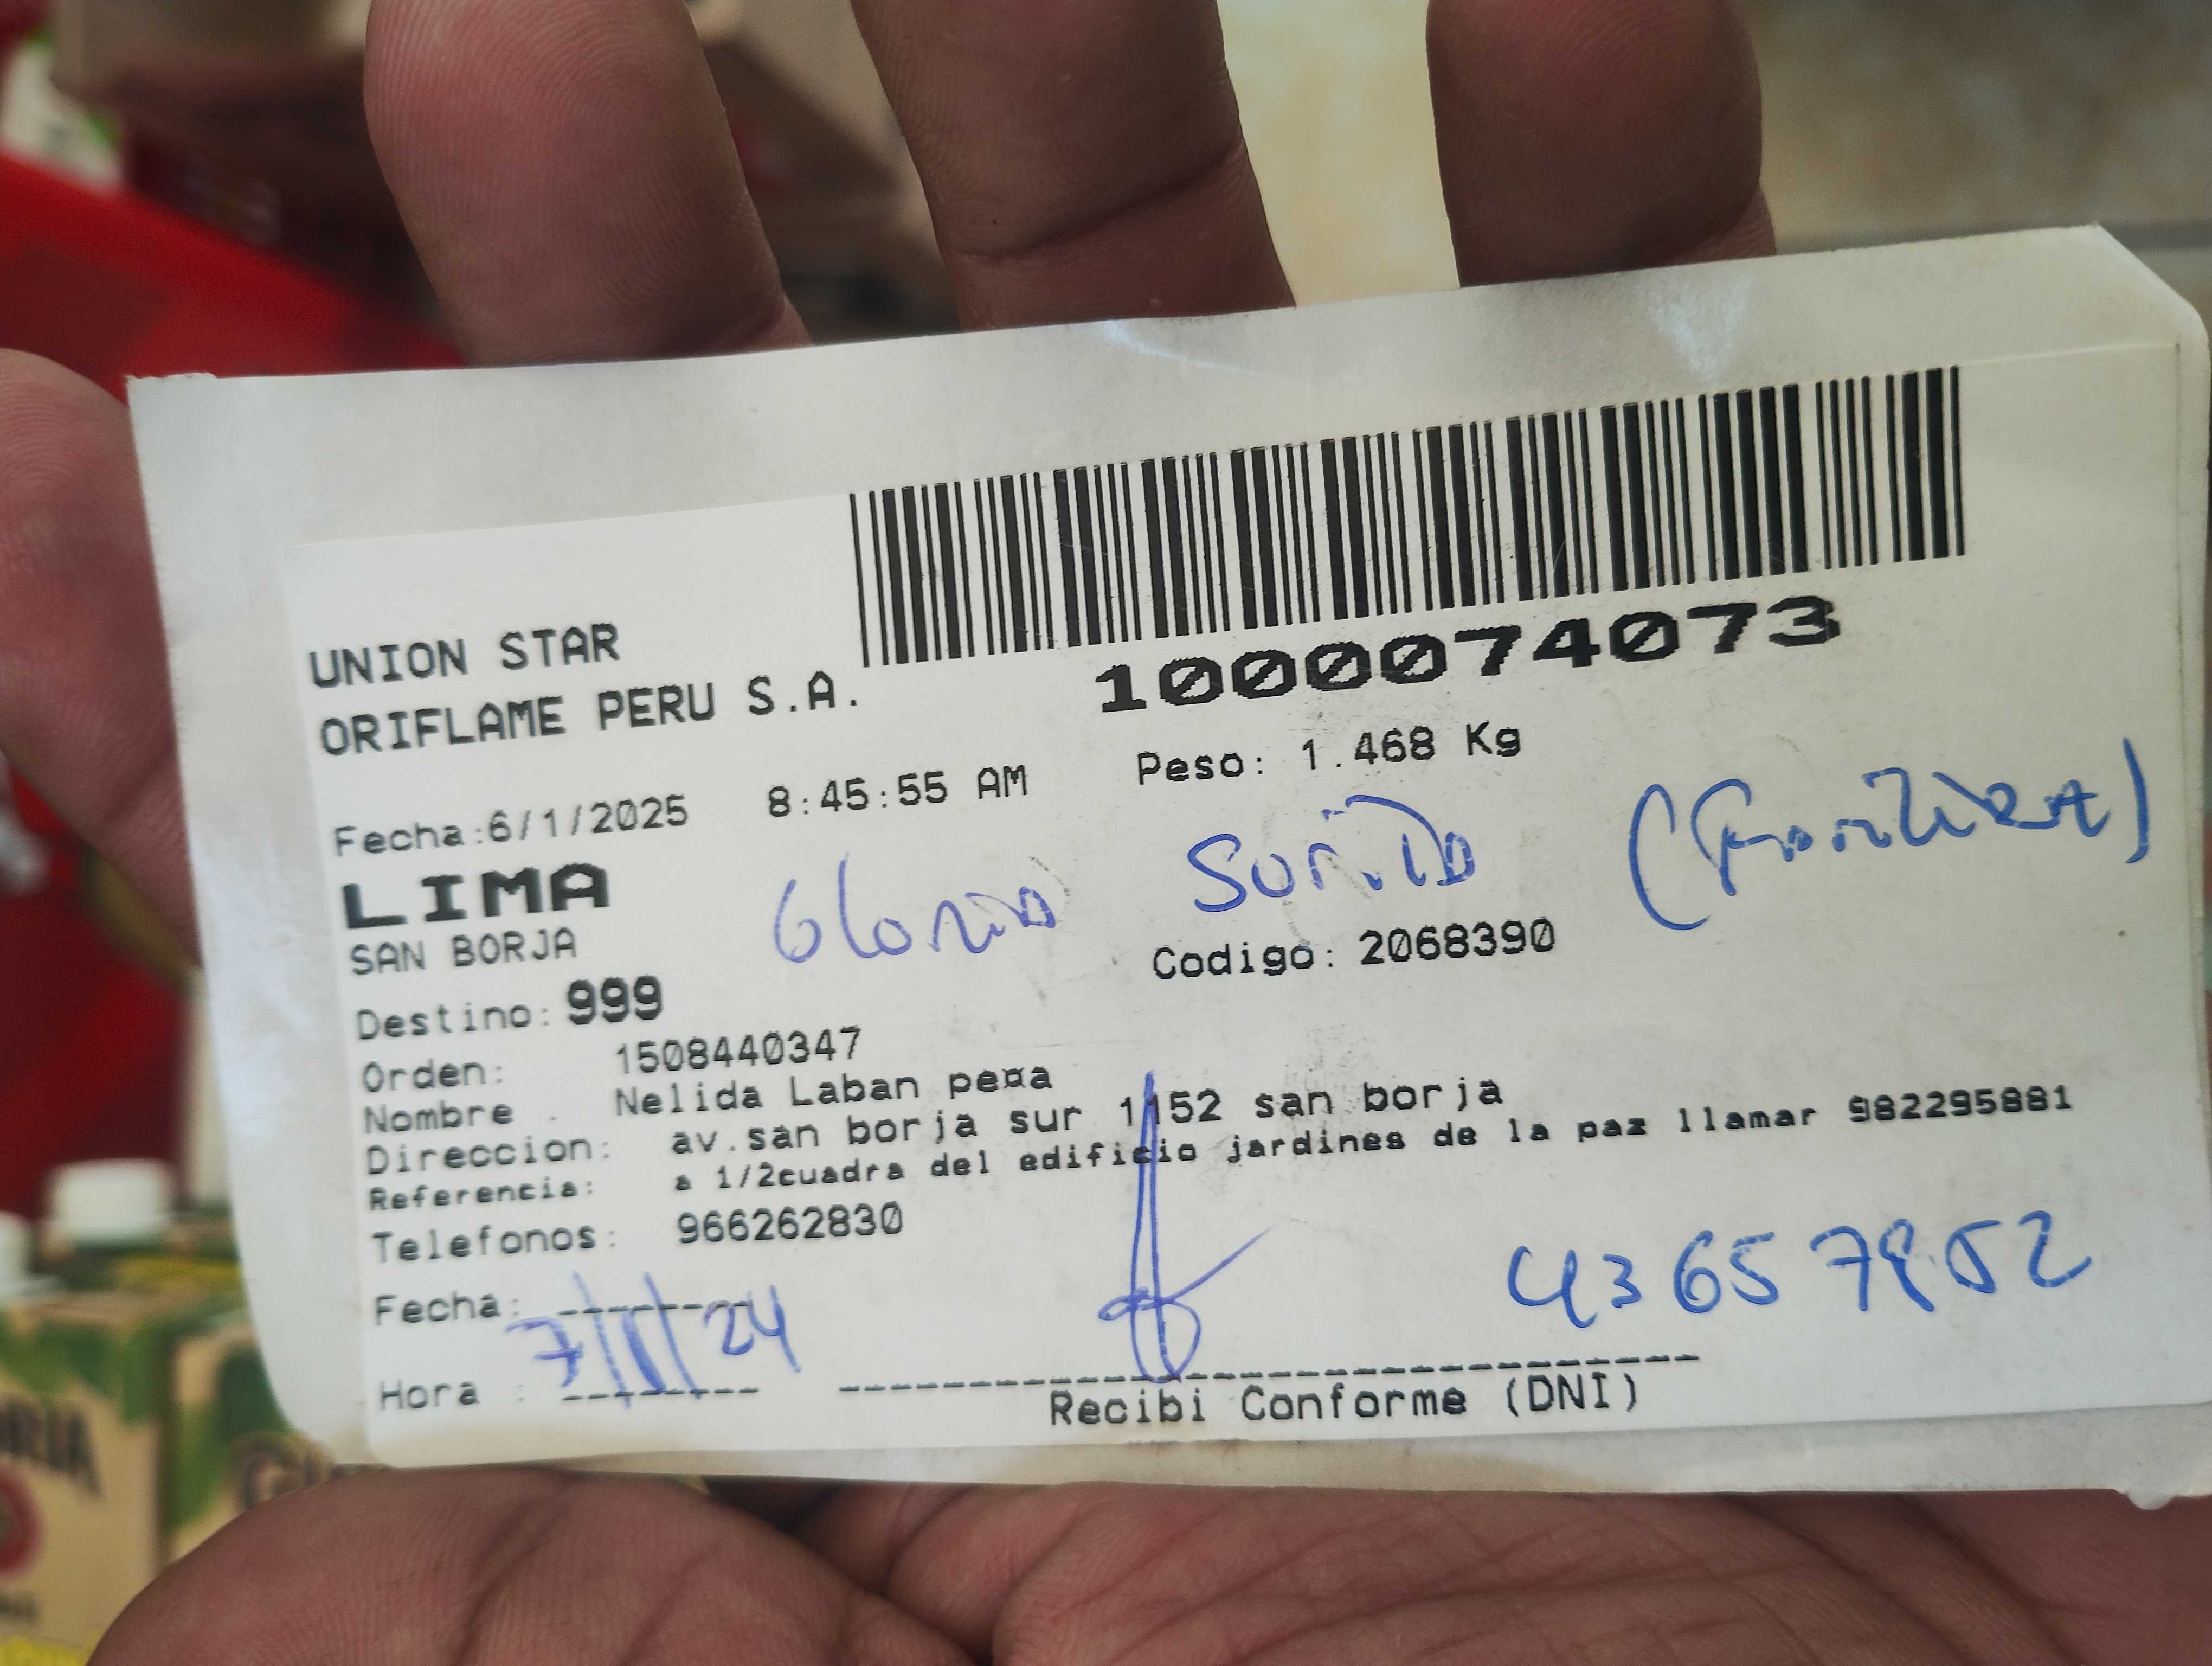 1000074073
UNION STAR
ORIFLAME PERU S.A.
Fecha:6/1/2025 8:45:55 AM Peso: 1.468 Kg
LIMA
Gloria
SAN BORJA
Codigo: 2068390
Destino: 999
Orden: 1508440347
Nombre . Nelida Laban pe¤a
Direccion: av.san borja sur 1152 san borja
Referencia: a 1/2cuadra del edificio jardines de la paz llamar 982295881
Telefonos: 966262830
Fecha: 7/1/24
Hora :
Recibi Conforme (DNI)